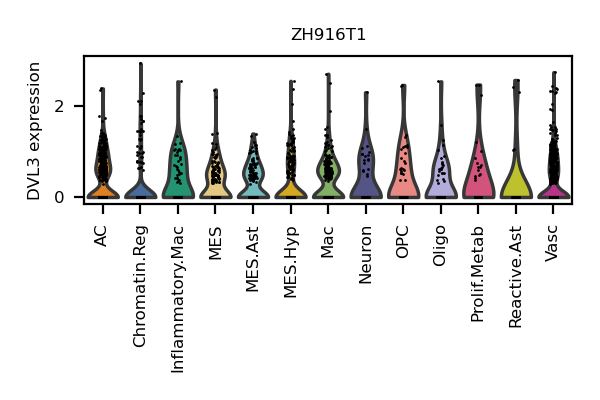 ZH916T1
DVL3 expression
2
0
AC
Chromatin.Reg
Inflammatory.Mac
MES
MES.Ast
MES.Hyp
Mac
Neuron
OPC
Oligo
Prolif.Metab
Reactive.Ast
Vasc